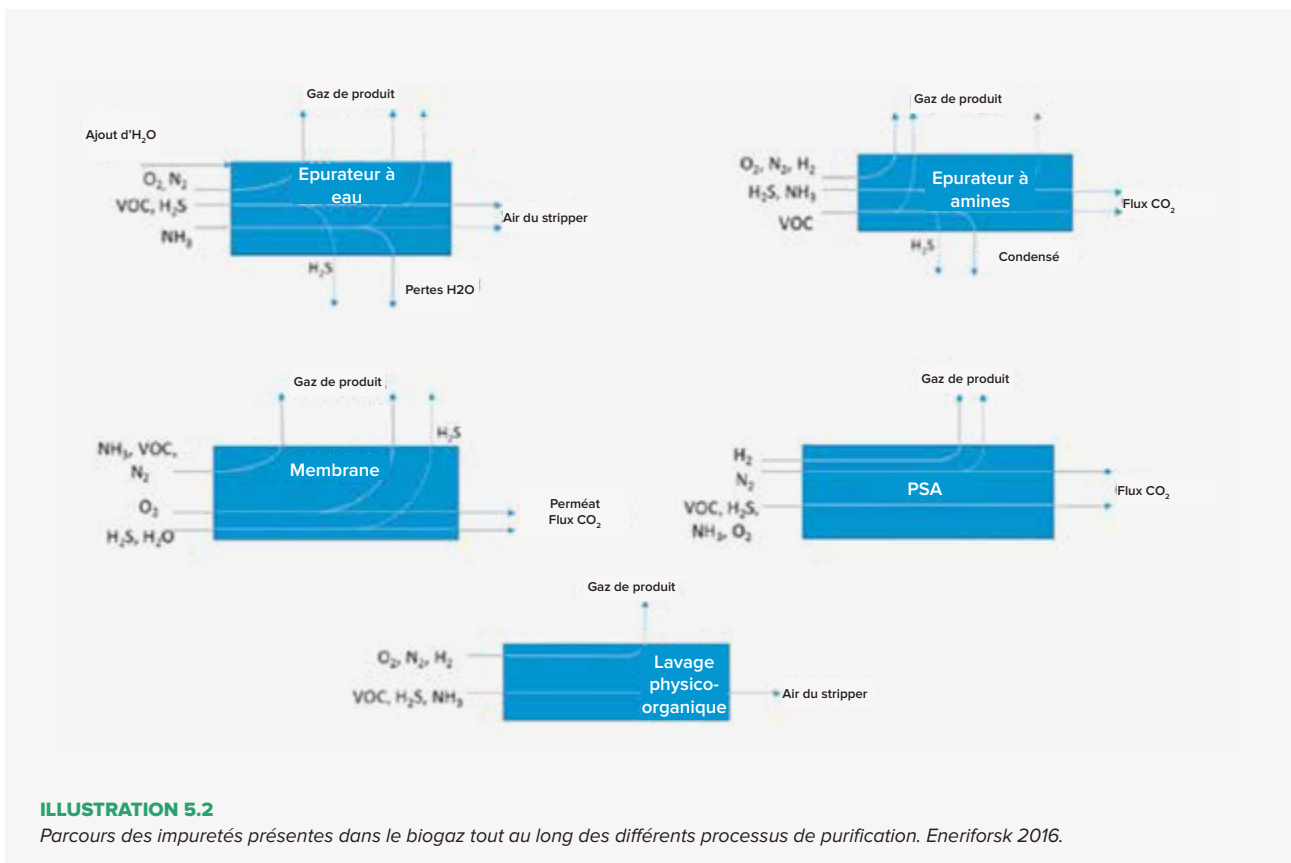 Gaz de produit
Ajout d'H₂O
O₂, N₂
VOC, H₂S
NH₃
Epurateur à
eau
Air du stripper
H₂S
Pertes H2O
Gaz de produit
O₂, N₂, H₂
H₂S, NH₃
VOC
Epurateur à
amines
Flux CO₂
H₂S
Condensé
Gaz de produit
NH₃, VOC,
N₂
O₂
H₂S, H₂O
Membrane
H₂S
Perméat
Flux CO₂
Gaz de produit
H₂
N₂
VOC, H₂S,
NH₃, O₂
PSA
Flux CO₂
Gaz de produit
O₂, N₂, H₂
VOC, H₂S, NH₃
Lavage
physico-
organique
Air du stripper
ILLUSTRATION 5.2
Parcours des impuretés présentes dans le biogaz tout au long des différents processus de purification. Eneriforsk 2016.